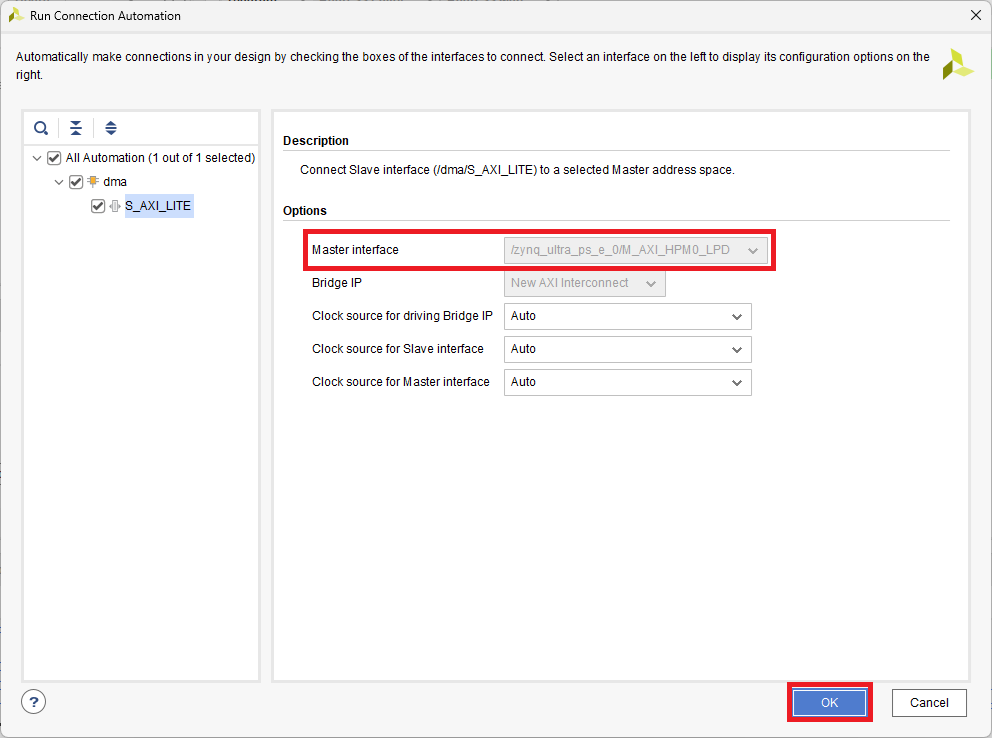 Run Connection Automation
Automatically make connections in your design by checking the boxes of the interfaces to connect. Select an interface on the left to display its configuration options on the
right.
All Automation (1 out of 1 selected)
dma
S_AXI_LITE
Description
Connect Slave interface (/dma/S_AXI_LITE) to a selected Master address space.
Options
Master interface /zynq_ultra_ps_e_0/M_AXI_HPM0_LPD
Bridge IP New AXI Interconnect
Clock source for driving Bridge IP Auto
Clock source for Slave interface Auto
Clock source for Master interface Auto
?
OK Cancel